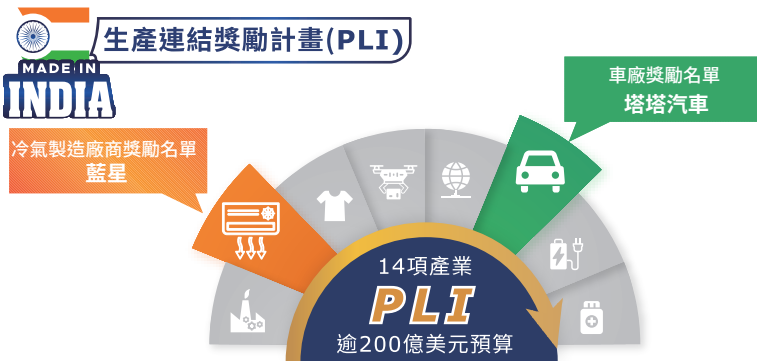 生產連結獎勵計畫(PLI)
MADE IN
INDIA
車廠獎勵名單
塔塔汽車
冷氣製造廠商獎勵名單
藍星
14項產業
PLI
逾200億美元預算